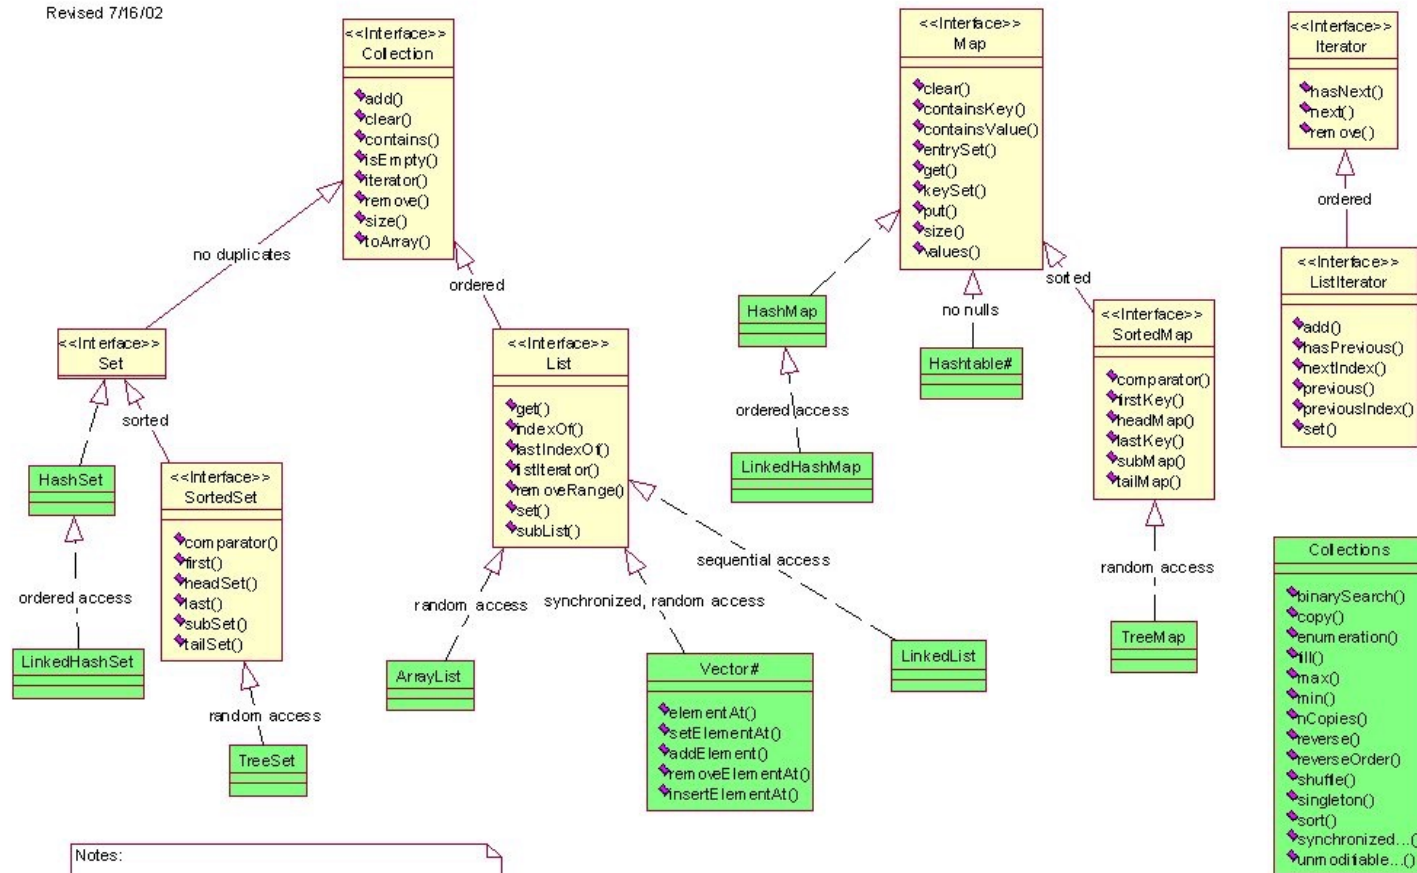 Revised 7/16/02
<<Interface>>
Collection
add()
clear()
contains()
isEmpty()
iterator()
remove()
size()
toArray()
no duplicates
ordered
<<Interface>>
Set
sorted
HashSet
ordered access
LinkedHashSet
<<Interface>>
SortedSet
comparator()
first()
headSet()
last()
subSet()
tailSet()
random access
TreeSet
<<Interface>>
List
get()
indexOf()
lastIndexOf()
listIterator()
removeRange()
set()
subList()
random access
synchronized, random access
sequential access
ArrayList
Vector#
elementAt()
setElementAt()
addElement()
removeElementAt()
insertElementAt()
LinkedList
<<Interface>>
Map
clear()
containsKey()
containsValue()
entrySet()
get()
keySet()
put()
size()
values()
HashMap
ordered access
LinkedHashMap
no nulls
Hashtable#
sorted
<<Interface>>
SortedMap
comparator()
firstKey()
headMap()
lastKey()
subMap()
tailMap()
random access
TreeMap
<<Interface>>
Iterator
hasNext()
next()
remove()
ordered
<<Interface>>
ListIterator
add()
hasPrevious()
nextIndex()
previous()
previousIndex()
set()
Collections
binarySearch()
copy()
enumeration()
fill()
max()
min()
nCopies()
reverse()
reverseOrder()
shuffle()
singleton()
sort()
synchronized...()
unmodifiable...()
Notes: